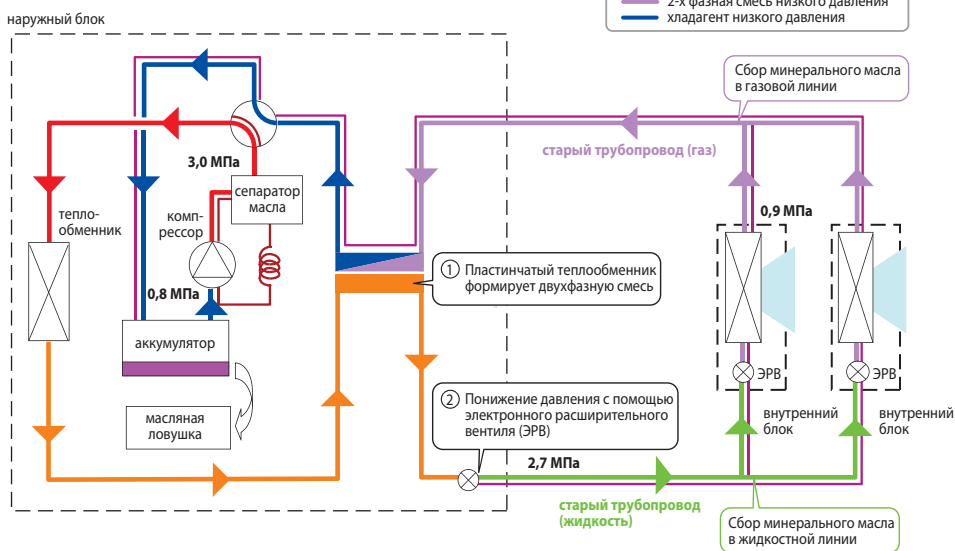 2-х фазная смесь низкого давления
хладагент низкого давления
наружный блок
Сбор минерального масла
в газовой линии
старый трубопровод (газ)
3,0 МПа
сепаратор
масла
тепло-
обменник
комп-
рессор
0,9 МПа
1 Пластинчатый теплообменник
формирует двухфазную смесь
0,8 МПа
аккумулятор
ЭРВ
ЭРВ
масляная
ловушка
2 Понижение давления с помощью
электронного расширительного
вентиля (ЭРВ)
внутренний
блок
внутренний
блок
2,7 МПа
старый трубопровод
(жидкость)
Сбор минерального масла
в жидкостной линии